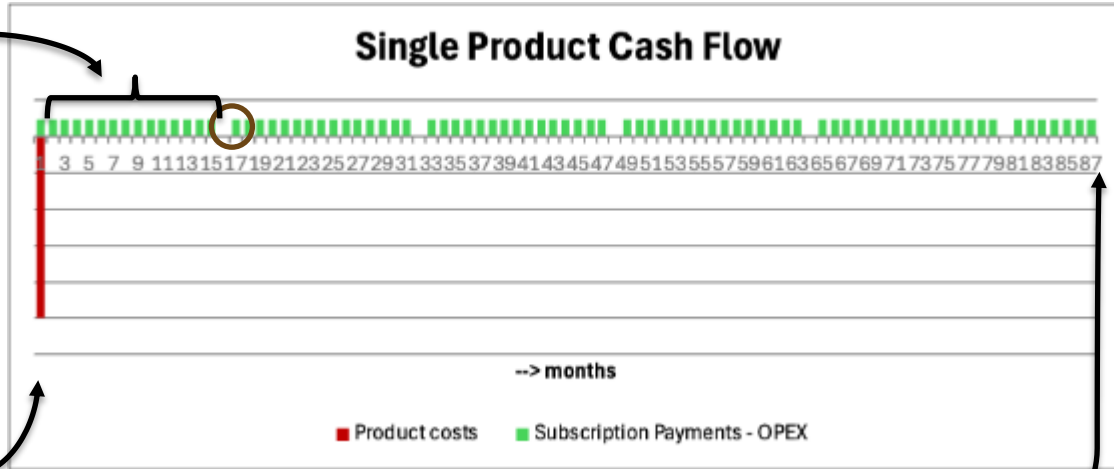 Single Product Cash Flow
1 3 5 7 9 11 13 15 17 19 21 23 25 27 29 31 33 35 37 39 41 43 45 47 49 51 53 55 57 59 61 63 65 67 69 71 73 75 77 79 81 83 85 87
--> months
Product costs Subscription Payments - OPEX